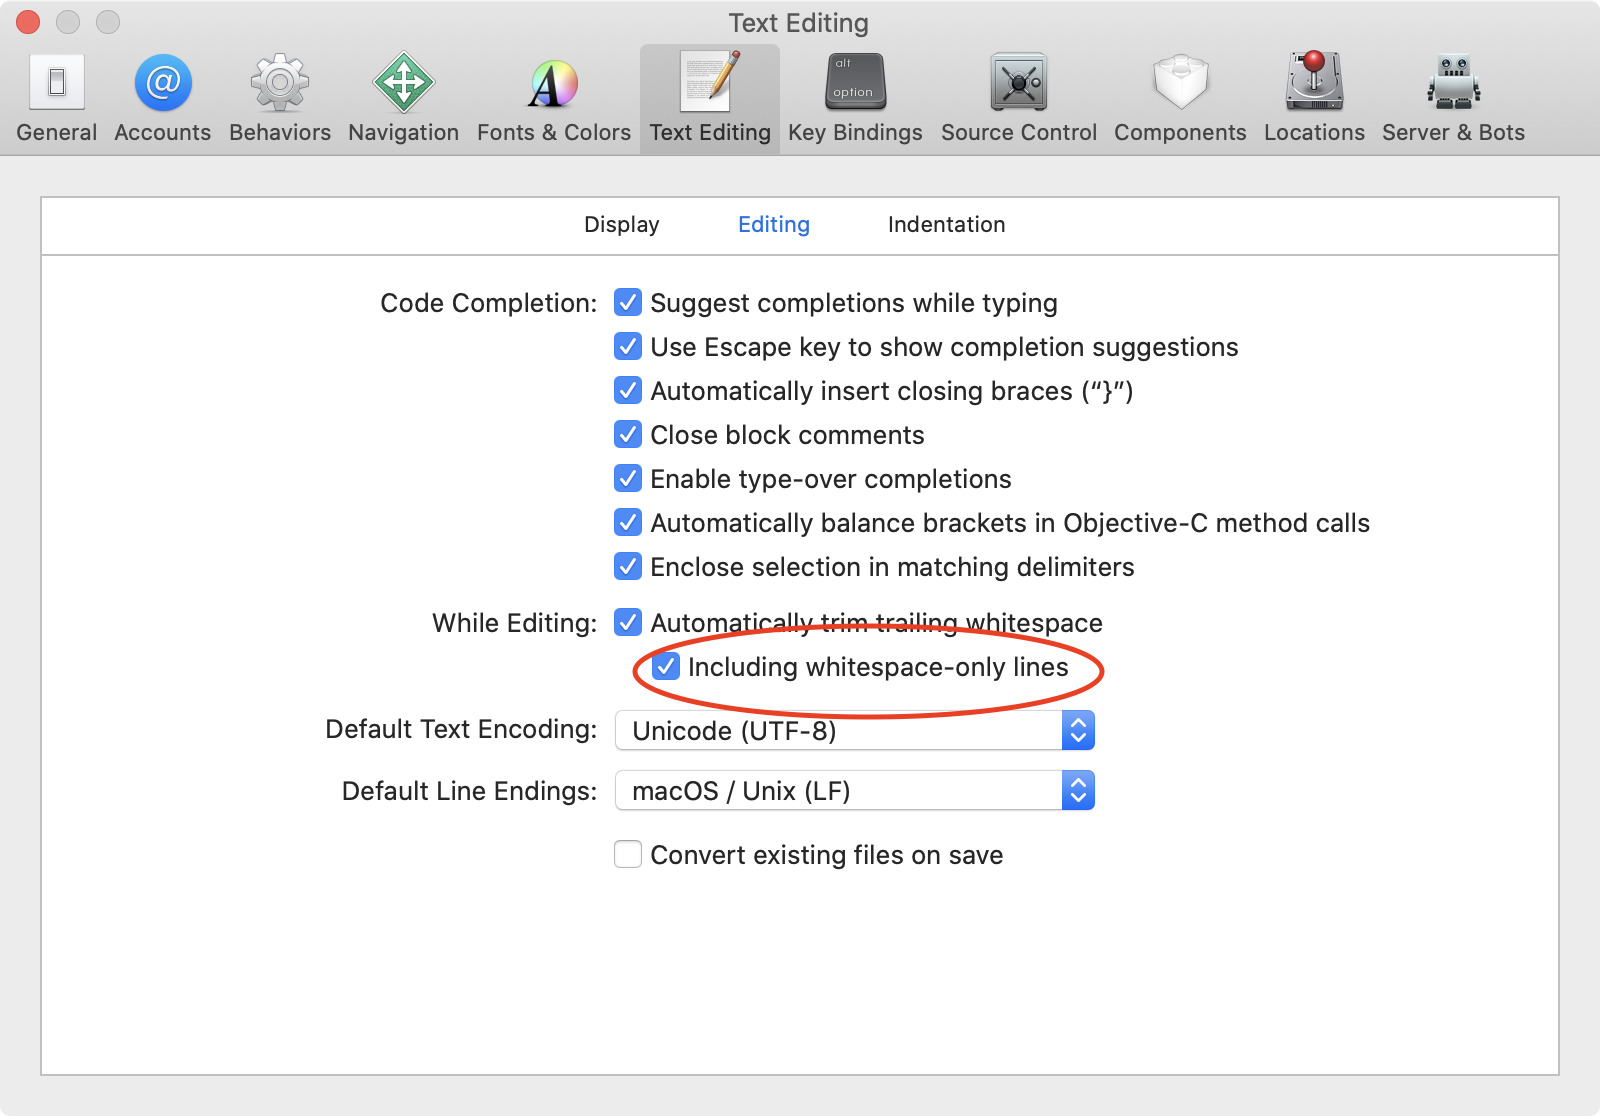 Text Editing
alt
option
General Accounts Behaviors Navigation Fonts & Colors Text Editing Key Bindings Source Control Components Locations Server & Bots
Display Editing Indentation
Code Completion: Suggest completions while typing
Use Escape key to show completion suggestions
Automatically insert closing braces (“}”)
Close block comments
Enable type-over completions
Automatically balance brackets in Objective-C method calls
Enclose selection in matching delimiters
While Editing: Automatically trim trailing whitespace
Including whitespace-only lines
Default Text Encoding: Unicode (UTF-8)
Default Line Endings: macOS / Unix (LF)
Convert existing files on save